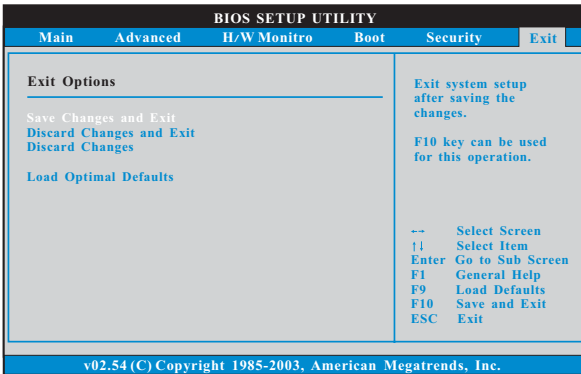 BIOS SETUP UTILITY
Main Advanced H/W Monitro Boot Security Exit
Exit Options
Save Changes and Exit
Discard Changes and Exit
Discard Changes
Load Optimal Defaults
Exit system setup
after saving the
changes.
F10 key can be used
for this operation.
←→ Select Screen
↑↓ Select Item
Enter Go to Sub Screen
F1 General Help
F9 Load Defaults
F10 Save and Exit
ESC Exit
v02.54 (C) Copyright 1985-2003, American Megatrends, Inc.